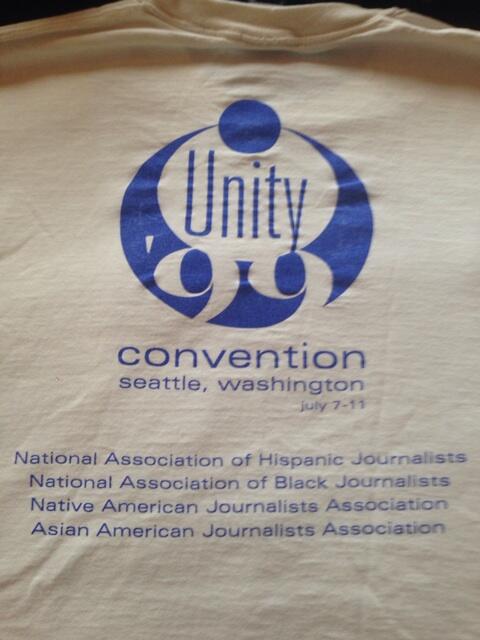 Unity
'99
convention
seattle, washington
july 7-11
National Association of Hispanic Journalists
National Association of Black Journalists
Native American Journalists Association
Asian American Journalists Association